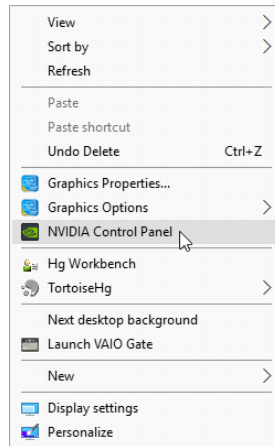 View
Sort by
Refresh
Paste
Paste shortcut
Undo Delete Ctrl+Z
Graphics Properties...
Graphics Options
NVIDIA Control Panel
Hg Workbench
TortoiseHg
Next desktop background
Launch VAIO Gate
New
Display settings
Personalize